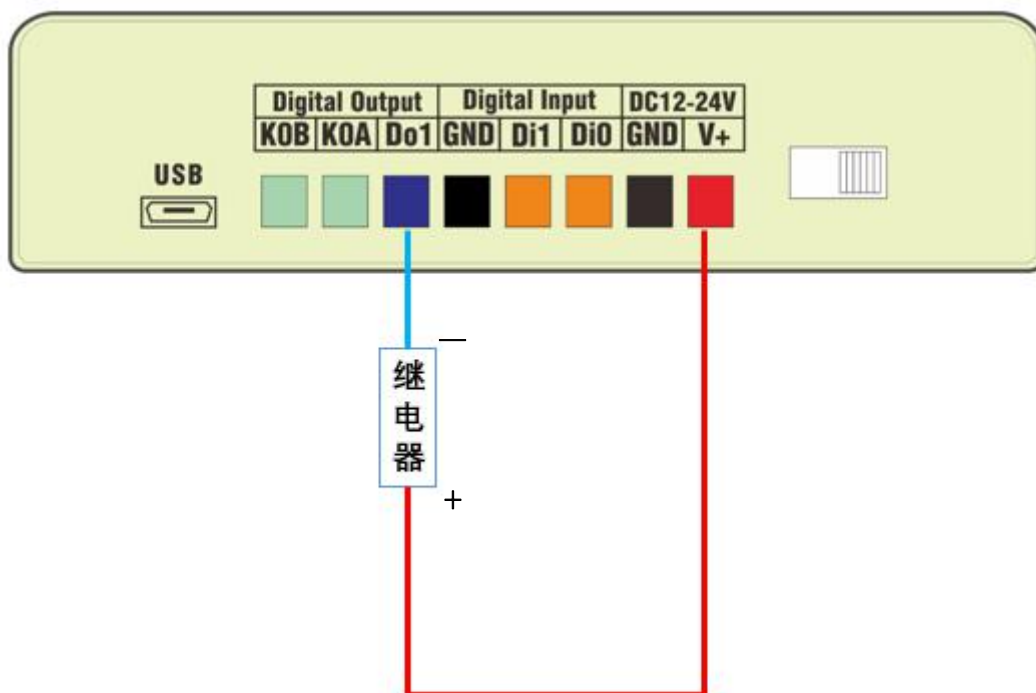 Digital Output Digital Input DC12-24V
KOB KOA Do1 GND Di1 Di0 GND V+
USB
—
继电器
+